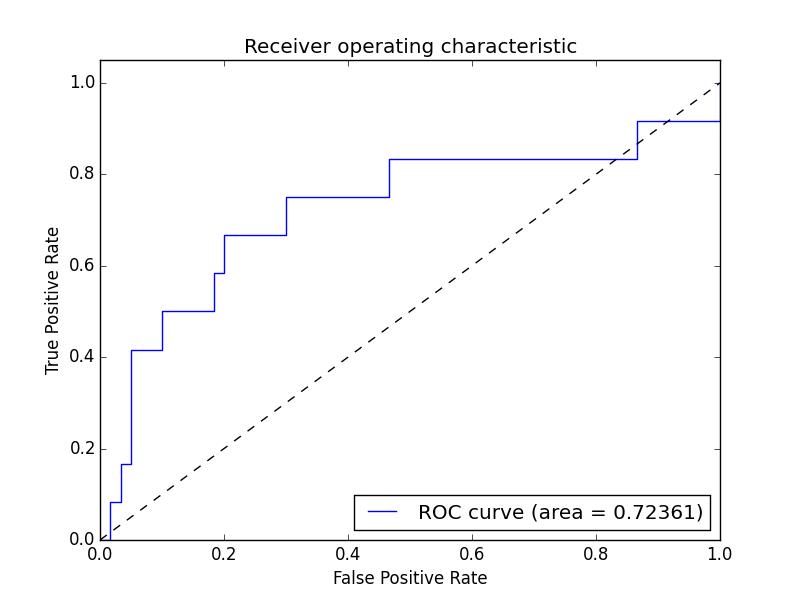 Receiver operating characteristic
1.0
0.8
0.6
0.4
0.2
0.0
True Positive Rate
ROC curve (area = 0.72361)
0.0 0.2 0.4 0.6 0.8 1.0
False Positive Rate